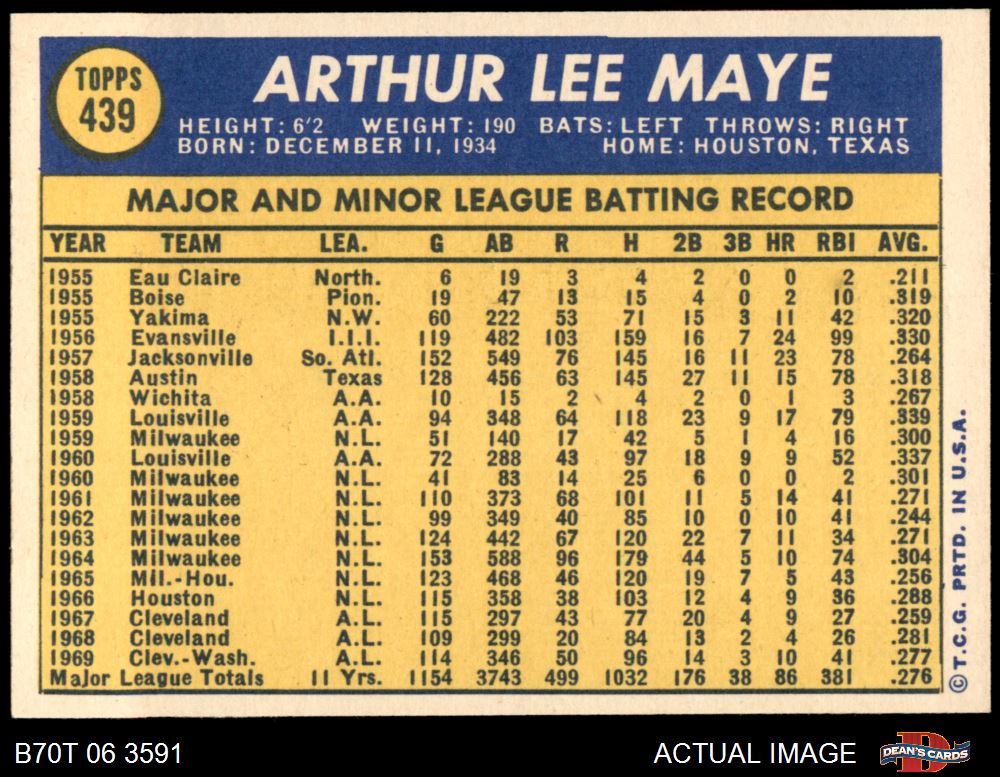 TOPPS
439
ARTHUR LEE MAYE
HEIGHT: 6'2 WEIGHT: 190 BATS: LEFT THROWS: RIGHT
BORN: DECEMBER 11, 1934 HOME: HOUSTON, TEXAS
MAJOR AND MINOR LEAGUE BATTING RECORD
YEAR TEAM LEA. G AB R H 2B 3B HR RBI AVG.
1955 Eau Claire North. 6 19 3 4 2 0 0 2 .211
1955 Boise Pion. 19 47 13 15 4 0 2 10 .319
1955 Yakima N.W. 60 222 53 71 15 3 11 42 .320
1956 Evansville I.I.I. 119 482 103 159 16 7 24 99 .330
1957 Jacksonville So. Atl. 152 549 76 145 16 11 23 78 .264
1958 Austin Texas 128 456 63 145 27 11 15 78 .318
1958 Wichita A.A. 10 15 2 4 2 0 1 3 .267
1959 Louisville A.A. 94 348 64 118 23 9 17 79 .339
1959 Milwaukee N.L. 51 140 17 42 5 1 4 16 .300
1960 Louisville A.A. 72 288 43 97 18 9 9 52 .337
1960 Milwaukee N.L. 41 83 14 25 6 0 0 2 .301
1961 Milwaukee N.L. 110 373 68 101 11 5 14 41 .271
1962 Milwaukee N.L. 99 349 40 85 10 0 10 41 .244
1963 Milwaukee N.L. 124 442 67 120 22 7 11 34 .271
1964 Milwaukee N.L. 153 588 96 179 44 5 10 74 .304
1965 Mil.-Hou. N.L. 123 468 46 120 19 7 5 43 .256
1966 Houston N.L. 115 358 38 103 12 4 9 36 .288
1967 Cleveland A.L. 115 297 43 77 20 4 9 27 .259
1968 Cleveland A.L. 109 299 20 84 13 2 4 26 .281
1969 Clev.-Wash. A.L. 114 346 50 96 14 3 10 41 .277
Major League Totals 11 Yrs. 1154 3743 499 1032 176 38 86 381 .276
© T.C.G. PRTD. IN U.S.A.
B70T 06 3591 ACTUAL IMAGE
DEAN'S CARDS